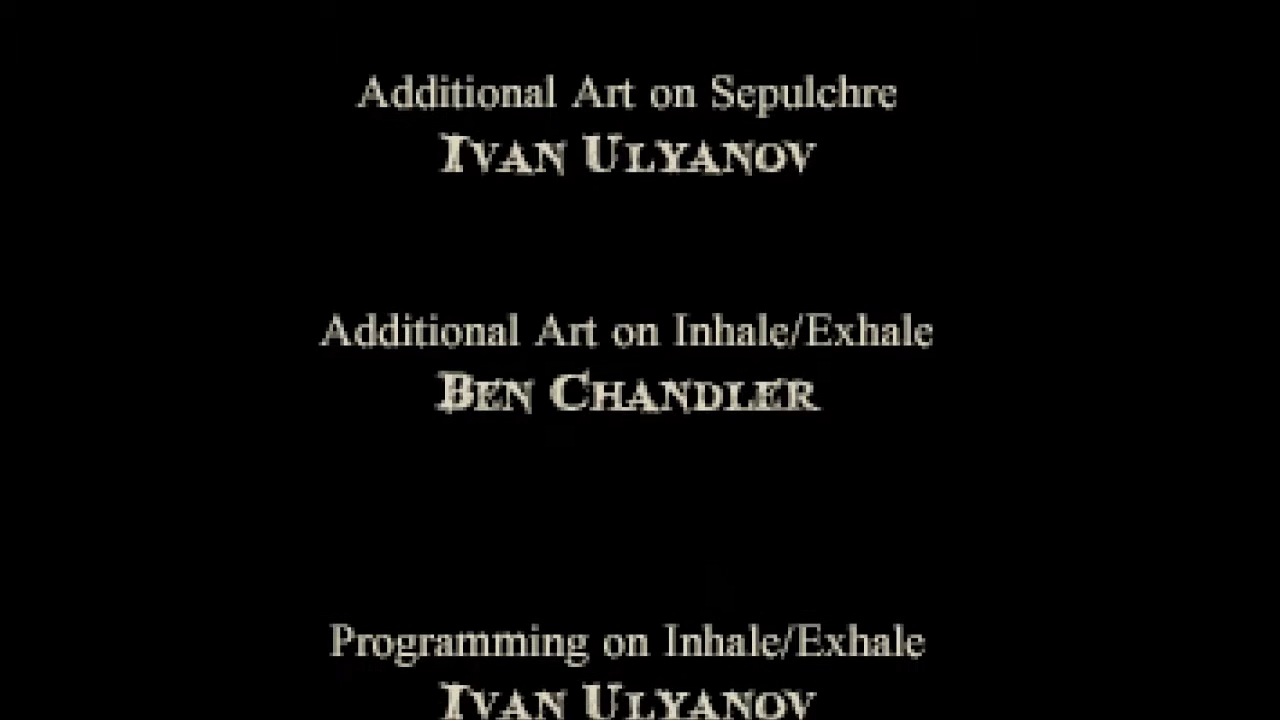 Additional Art on Sepulchre
IVAN ULYANOV
Additional Art on Inhale/Exhale
BEN CHANDLER
Programming on Inhale/Exhale
IVAN ULYANOV